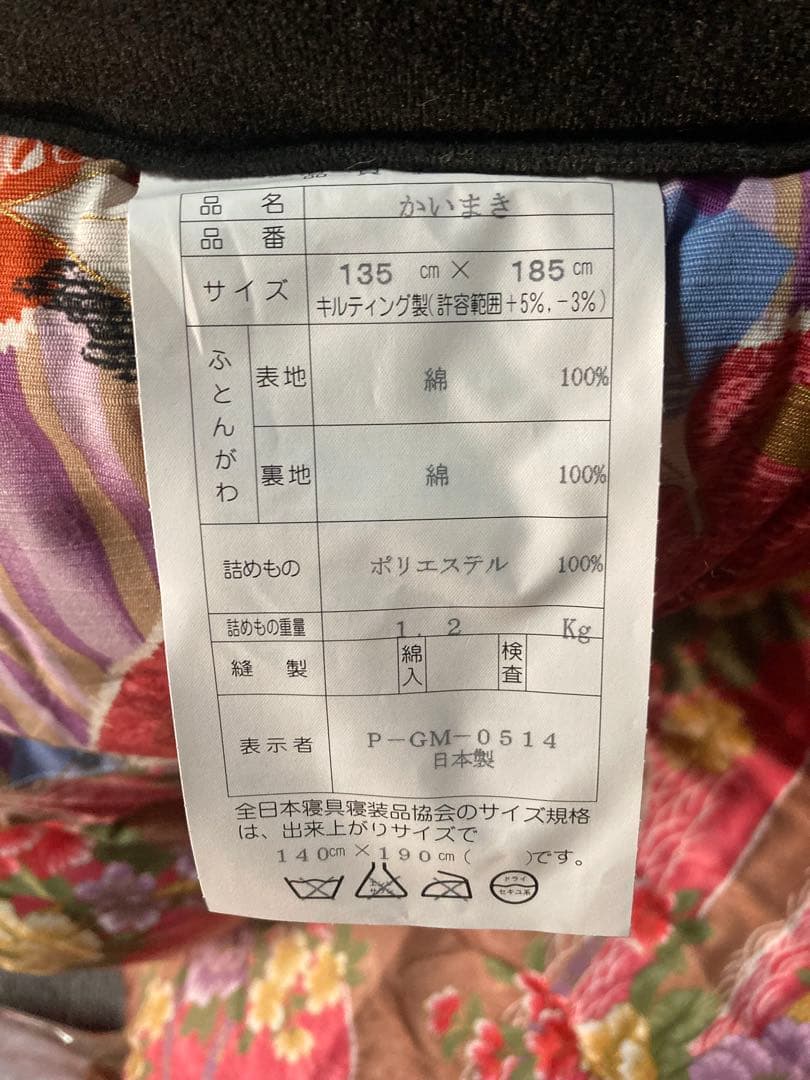 品名 かいまき
品番
サイズ 135 cm × 185 cm
キルティング製(許容範囲+5%,-3%)
ふとんがわ
表地 綿 100%
裏地 綿 100%
詰めもの ポリエステル 100%
詰めもの重量 1.2 Kg
縫製 綿入 検査
表示者 P-GM-0514
日本製
全日本寝具寝装品協会のサイズ規格
は、出来上がりサイズで
140cm×190cm( )です。
ドライ
セキユ系